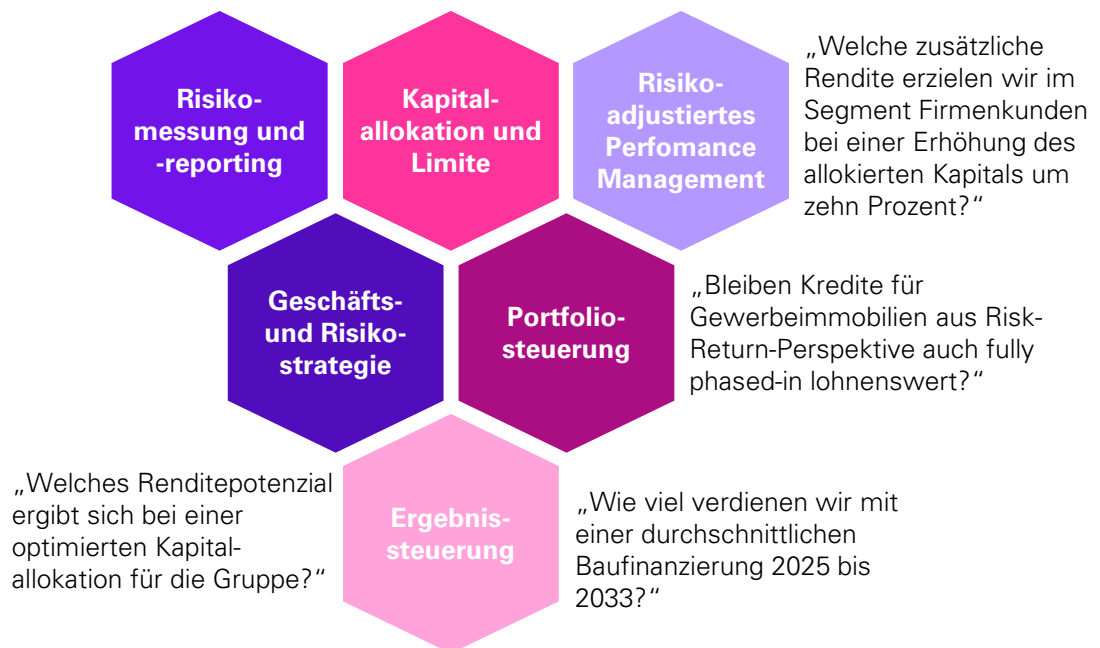 Risiko-
messung und
-reporting
Kapital-
allokation und
Limite
Risiko-
adjustiertes
Perfomance
Management
„Welche zusätzliche
Rendite erzielen wir im
Segment Firmenkunden
bei einer Erhöhung des
allokierten Kapitals um
zehn Prozent?“
Geschäfts-
und Risiko-
strategie
Portfolio-
steuerung
„Bleiben Kredite für
Gewerbeimmobilien aus Risk-
Return-Perspektive auch fully
phased-in lohnenswert?“
„Welches Renditepotenzial
ergibt sich bei einer
optimierten Kapital-
allokation für die Gruppe?“
Ergebnis-
steuerung
„Wie viel verdienen wir mit
einer durchschnittlichen
Baufinanzierung 2025 bis
2033?“